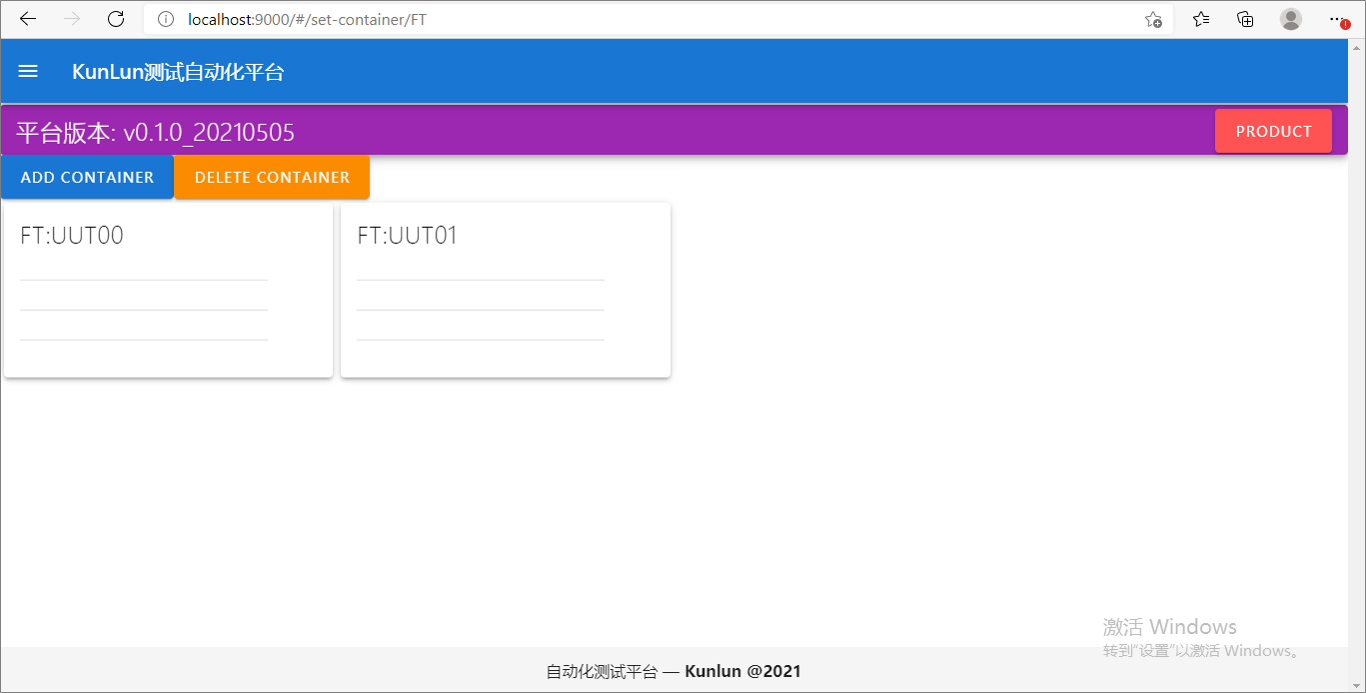 localhost:9000/#/set-container/FT
KunLun测试自动化平台
平台版本: v0.1.0_20210505
PRODUCT
ADD CONTAINER
DELETE CONTAINER
FT:UUT00
FT:UUT01
激活 Windows
转到"设置"以激活 Windows。
自动化测试平台 — Kunlun @2021